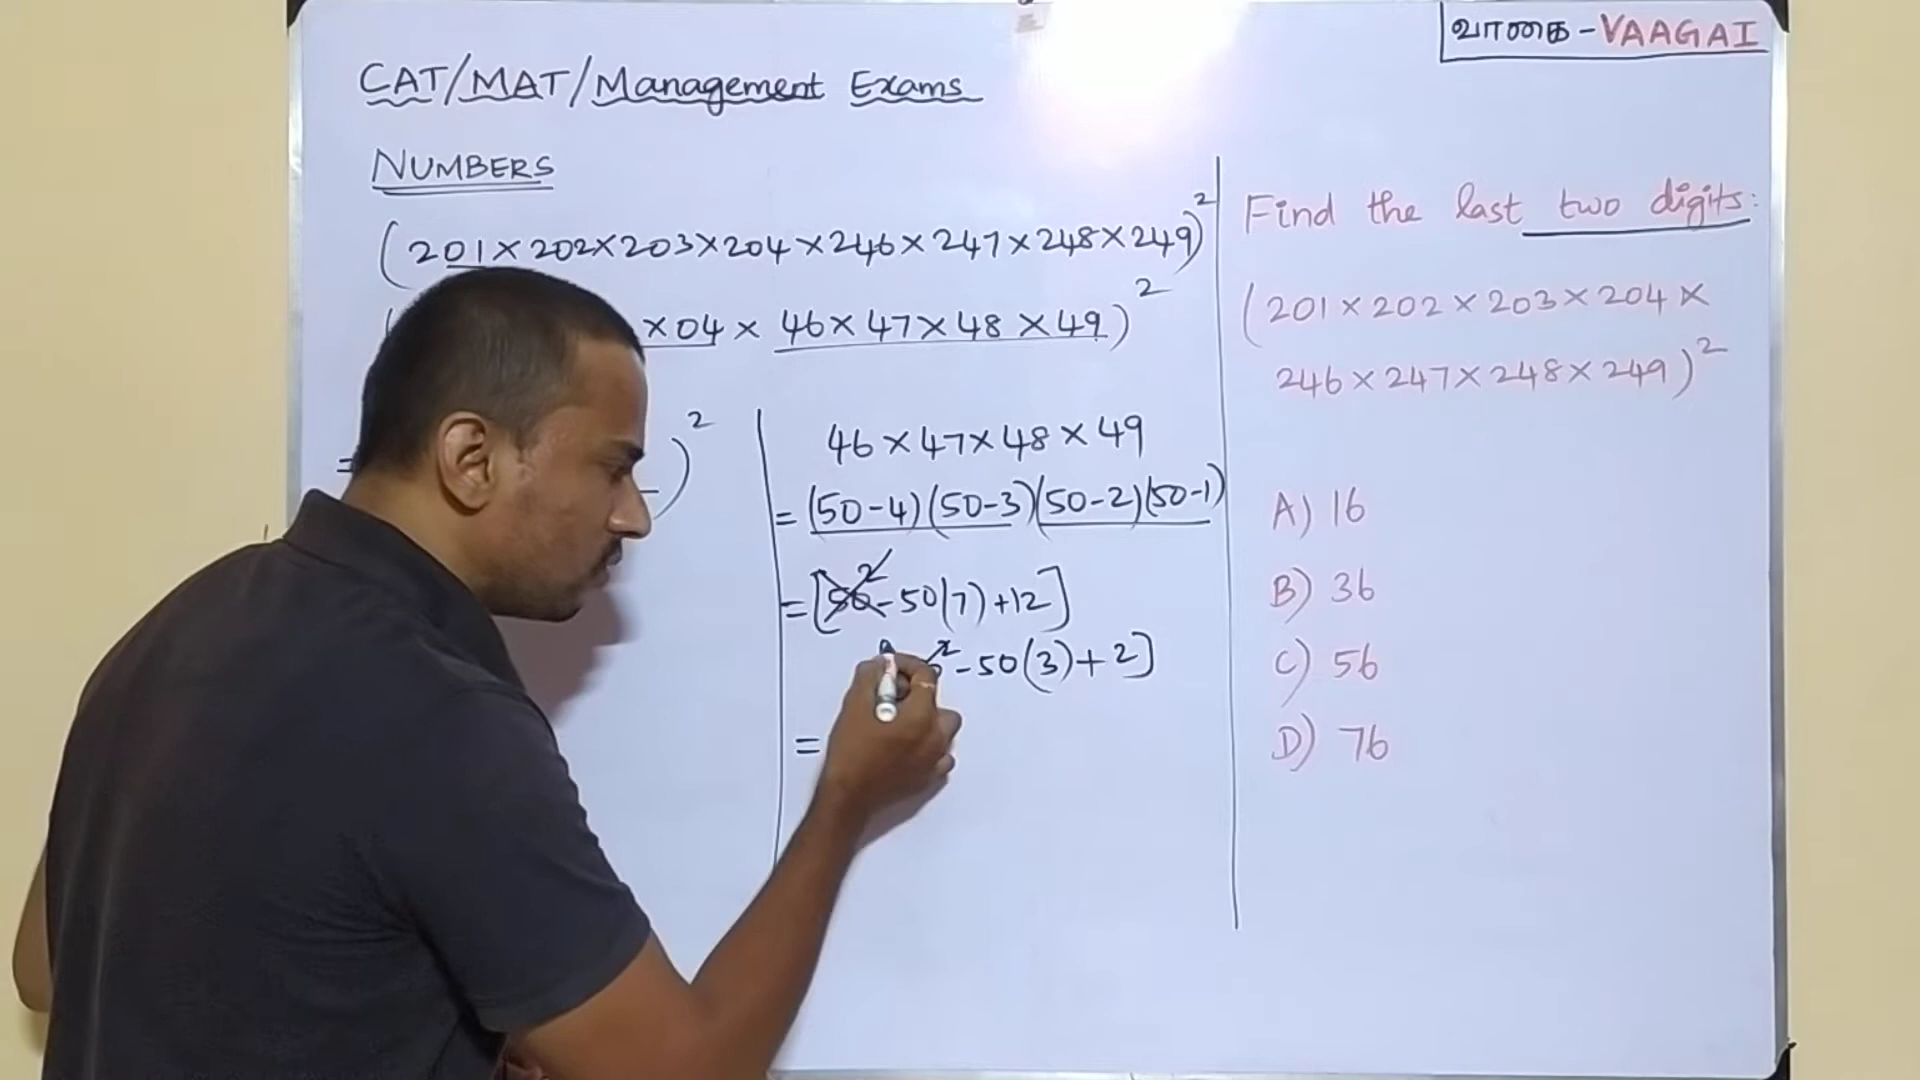 வாகை - VAAGAI
CAT/MAT/Management Exams
NUMBERS
(201×202×203×204×246×247×248×249)²
×04 × 46×47×48×49)²
=
)²
46×47×48×49
=(50-4)(50-3)(50-2)(50-1)
=[50²-50(7)+12]
²-50(3)+2]
=
Find the last two digits:
(201×202×203×204×
246×247×248×249)²
A) 16
B) 36
C) 56
D) 76